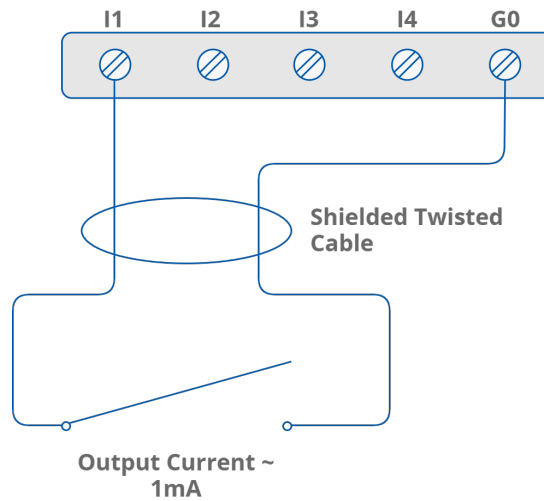 I1 I2 I3 I4 G0
Shielded Twisted
Cable
Output Current ~
1mA